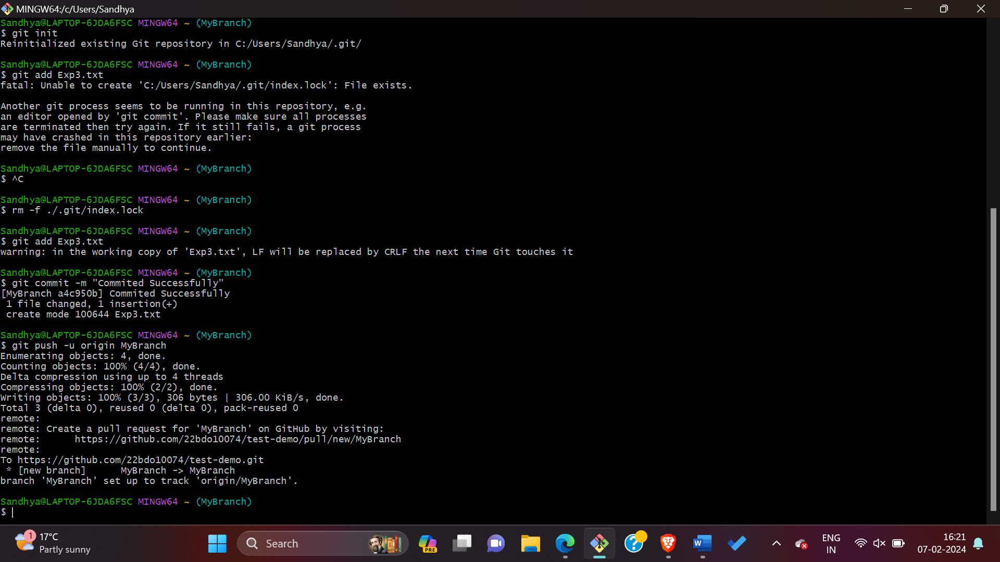 MINGW64:/c/Users/Sandhya
Sandhya@LAPTOP-6JDA6FSC MINGW64 ~ (MyBranch)
$ git init
Reinitialized existing Git repository in C:/Users/Sandhya/.git/
Sandhya@LAPTOP-6JDA6FSC MINGW64 ~ (MyBranch)
$ git add Exp3.txt
fatal: Unable to create 'C:/Users/Sandhya/.git/index.lock': File exists.
Another git process seems to be running in this repository, e.g.
an editor opened by 'git commit'. Please make sure all processes
are terminated then try again. If it still fails, a git process
may have crashed in this repository earlier:
remove the file manually to continue.
Sandhya@LAPTOP-6JDA6FSC MINGW64 ~ (MyBranch)
$ ^C
Sandhya@LAPTOP-6JDA6FSC MINGW64 ~ (MyBranch)
$ rm -f ./.git/index.lock
Sandhya@LAPTOP-6JDA6FSC MINGW64 ~ (MyBranch)
$ git add Exp3.txt
warning: in the working copy of 'Exp3.txt', LF will be replaced by CRLF the next time Git touches it
Sandhya@LAPTOP-6JDA6FSC MINGW64 ~ (MyBranch)
$ git commit -m "Commited Successfully"
[MyBranch a4c950b] Commited Successfully
1 file changed, 1 insertion(+)
create mode 100644 Exp3.txt
Sandhya@LAPTOP-6JDA6FSC MINGW64 ~ (MyBranch)
$ git push -u origin MyBranch
Enumerating objects: 4, done.
Counting objects: 100% (4/4), done.
Delta compression using up to 4 threads
Compressing objects: 100% (2/2), done.
Writing objects: 100% (3/3), 306 bytes | 306.00 KiB/s, done.
Total 3 (delta 0), reused 0 (delta 0), pack-reused 0
remote:
remote: Create a pull request for 'MyBranch' on GitHub by visiting:
remote:      https://github.com/22bdo10074/test-demo/pull/new/MyBranch
remote:
To https://github.com/22bdo10074/test-demo.git
* [new branch]      MyBranch -> MyBranch
branch 'MyBranch' set up to track 'origin/MyBranch'.
Sandhya@LAPTOP-6JDA6FSC MINGW64 ~ (MyBranch)
$
1
17°C
Partly sunny
Search
PRE
W
ENG
IN
16:21
07-02-2024